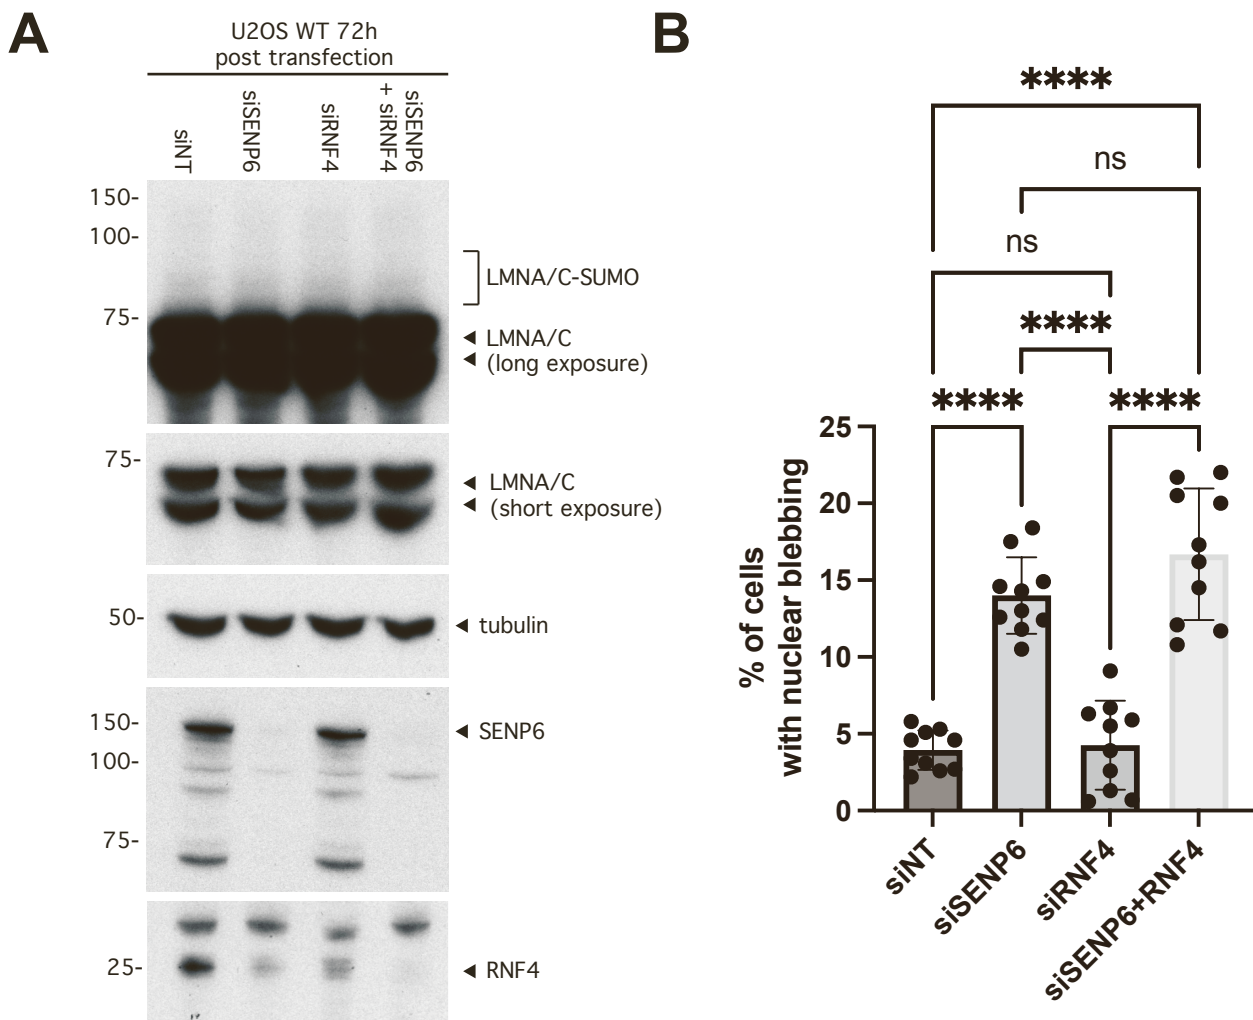 A
U2OS WT 72h
post transfection
siNT
siSENP6
siRNF4
siSENP6
+ siRNF4
150-
100-
75-
LMNA/C-SUMO
LMNA/C
(long exposure)
75-
LMNA/C
(short exposure)
50-
tubulin
150-
100-
75-
SENP6
25-
RNF4
B
****
ns
ns
****
****
****
% of cells
with nuclear blebbing
25
20
15
10
5
0
siNT
siSENP6
siRNF4
siSENP6+RNF4